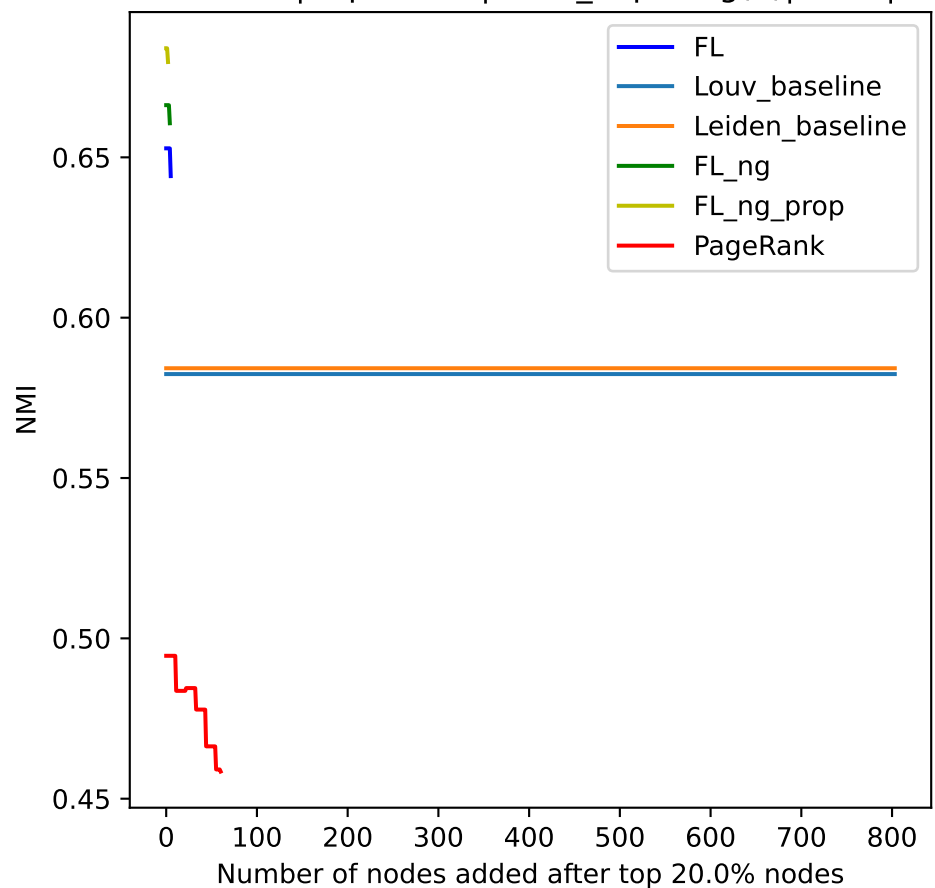 FL
Louv_baseline
Leiden_baseline
FL_ng
FL_ng_prop
PageRank
0.65
0.60
0.55
0.50
0.45
NMI
0 100 200 300 400 500 600 700 800
Number of nodes added after top 20.0% nodes